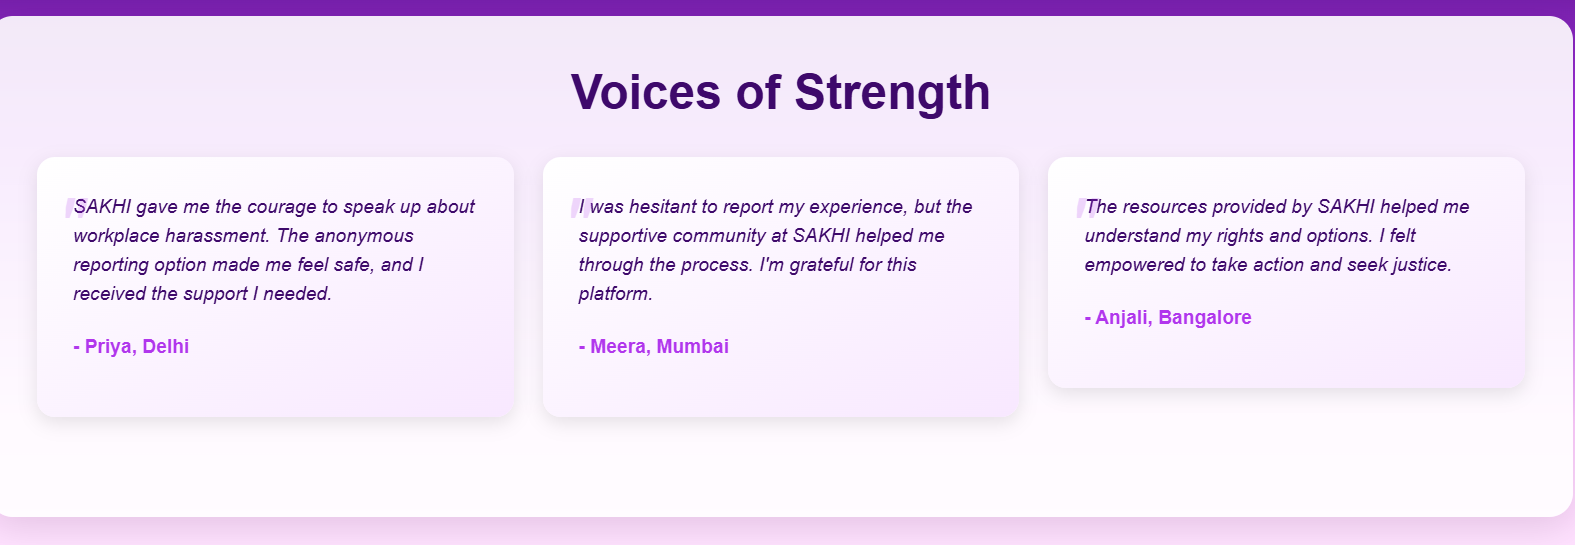 Voices of Strength
"SAKHI gave me the courage to speak up about
workplace harassment. The anonymous
reporting option made me feel safe, and I
received the support I needed.
- Priya, Delhi
"I was hesitant to report my experience, but the
supportive community at SAKHI helped me
through the process. I'm grateful for this
platform.
- Meera, Mumbai
"The resources provided by SAKHI helped me
understand my rights and options. I felt
empowered to take action and seek justice.
- Anjali, Bangalore